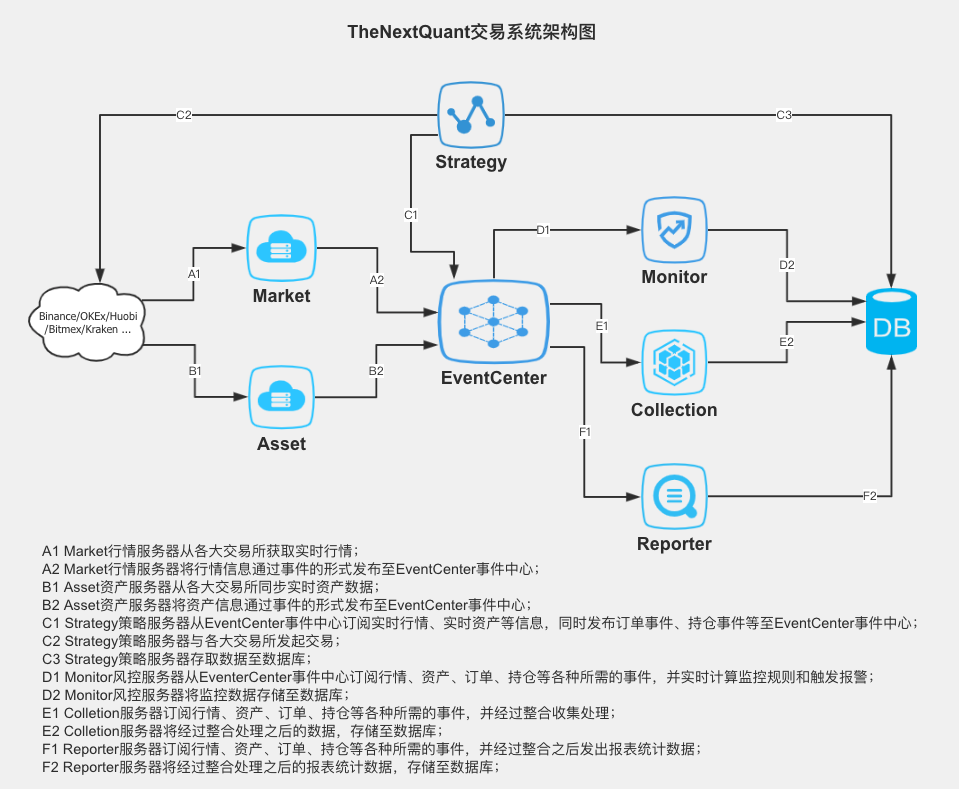 TheNextQuant交易系统架构图
C2
C3
Strategy
C1
D1
A1
Market
A2
Monitor
D2
Binance/OKEx/Huobi
/Bitmex/Kraken ...
DB
E1
E2
B1
B2
EventCenter
Collection
Asset
F1
F2
Reporter
A1 Market行情服务器从各大交易所获取实时行情；
A2 Market行情服务器将行情信息通过事件的形式发布至EventCenter事件中心；
B1 Asset资产服务器从各大交易所同步实时资产数据；
B2 Asset资产服务器将资产信息通过事件的形式发布至EventCenter事件中心；
C1 Strategy策略服务器从EventCenter事件中心订阅实时行情、实时资产等信息，同时发布订单事件、持仓事件等至EventCenter事件中心；
C2 Strategy策略服务器与各大交易所发起交易；
C3 Strategy策略服务器存取数据至数据库；
D1 Monitor风控服务器从EventerCenter事件中心订阅行情、资产、订单、持仓等各种所需的事件，并实时计算监控规则和触发报警；
D2 Monitor风控服务器将监控数据存储至数据库；
E1 Colletion服务器订阅行情、资产、订单、持仓等各种所需的事件，并经过整合收集处理；
E2 Colletion服务器将经过整合处理之后的数据，存储至数据库；
F1 Reporter服务器订阅行情、资产、订单、持仓等各种所需的事件，并经过整合之后发出报表统计数据；
F2 Reporter服务器将经过整合处理之后的报表统计数据，存储至数据库；